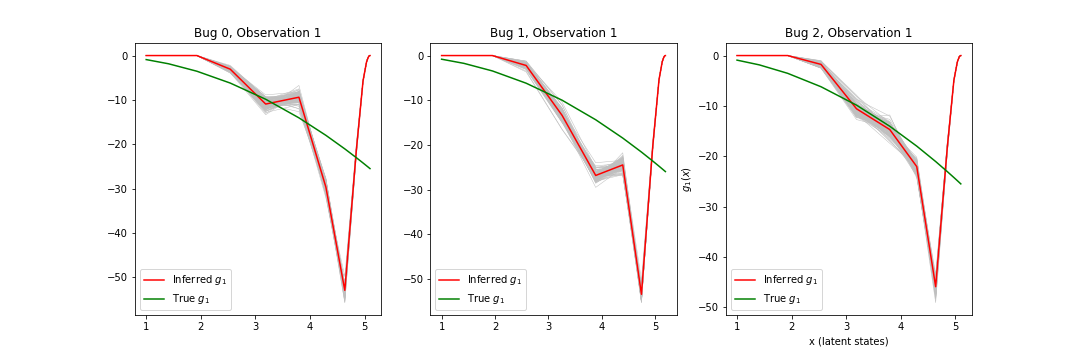 Bug 0, Observation 1
0
−10
−20
−30
−40
−50
1 2 3 4 5
Inferred g₁
True g₁
Bug 1, Observation 1
0
−10
−20
−30
−40
−50
1 2 3 4 5
Inferred g₁
True g₁
Bug 2, Observation 1
g₁(x)
0
−10
−20
−30
−40
−50
1 2 3 4 5
Inferred g₁
True g₁
x (latent states)